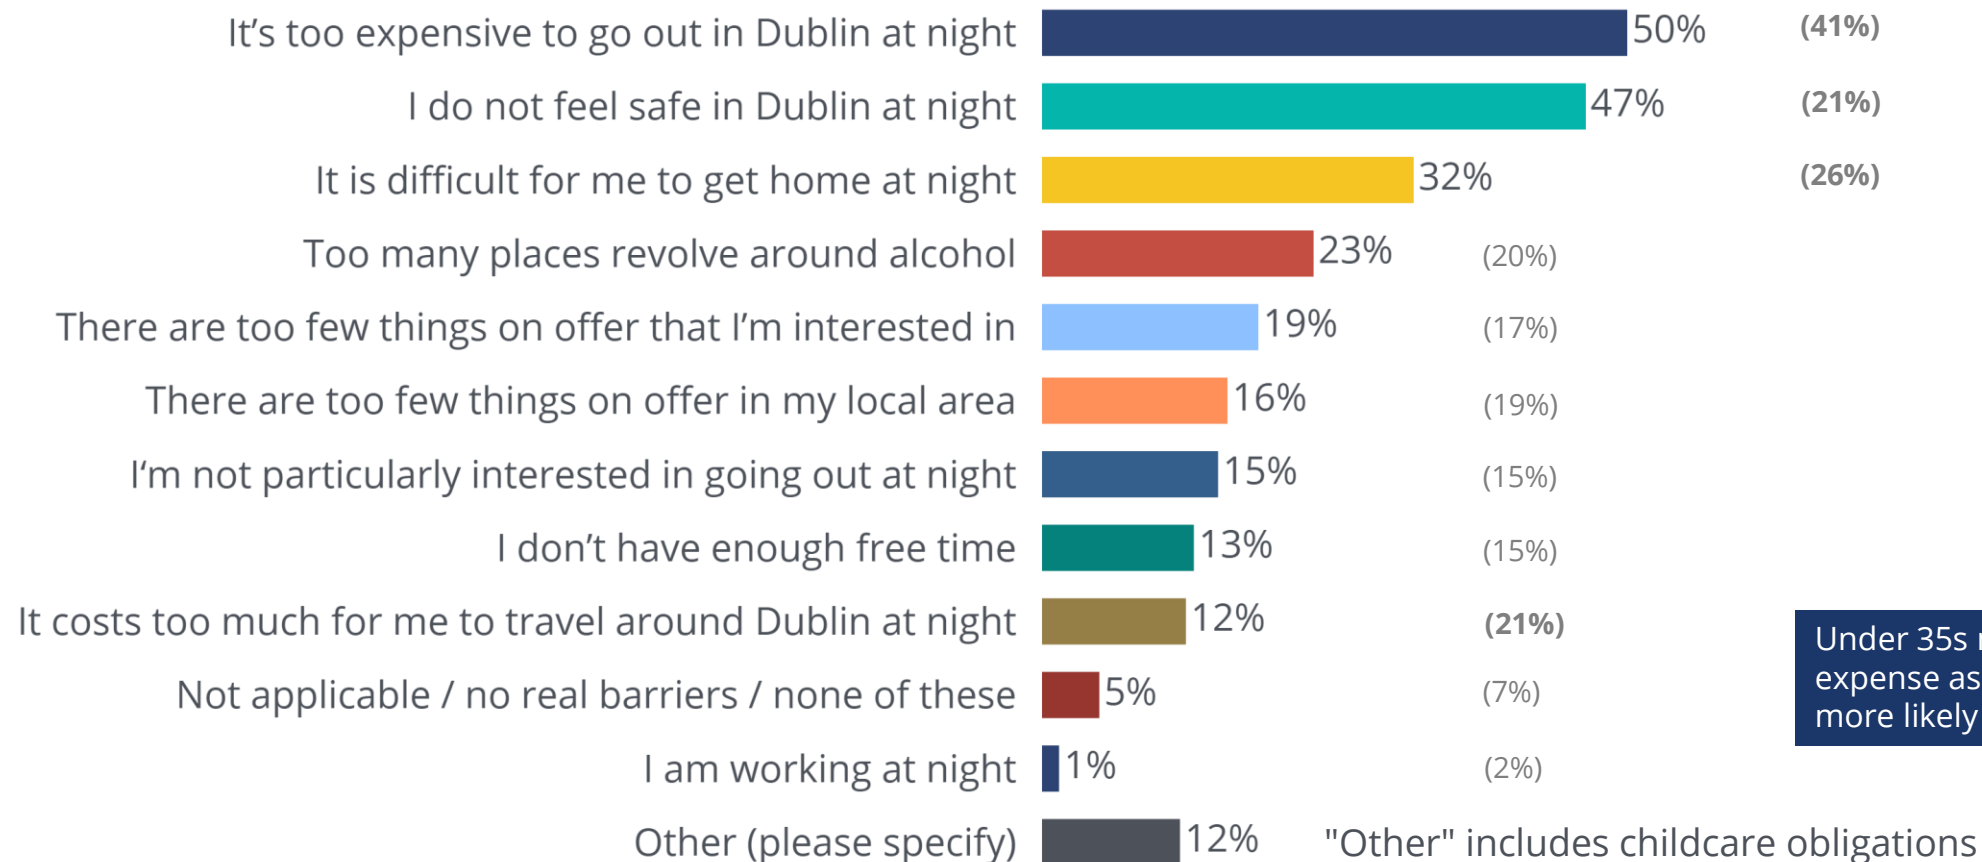 It’s too expensive to go out in Dublin at night 50% (41%)
I do not feel safe in Dublin at night 47% (21%)
It is difficult for me to get home at night 32% (26%)
Too many places revolve around alcohol 23% (20%)
There are too few things on offer that I’m interested in 19% (17%)
There are too few things on offer in my local area 16% (19%)
I‘m not particularly interested in going out at night 15% (15%)
I don’t have enough free time 13% (15%)
It costs too much for me to travel around Dublin at night 12% (21%)
Under 35s
expense as
more likely
Not applicable / no real barriers / none of these 5% (7%)
I am working at night 1% (2%)
Other (please specify) 12% "Other" includes childcare obligations